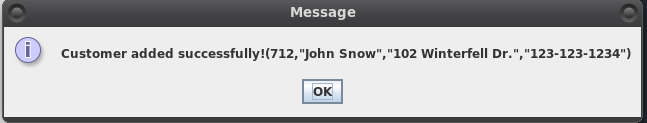 Message
i
Customer added successfully!(712,"John Snow","102 Winterfell Dr.","123-123-1234")
OK